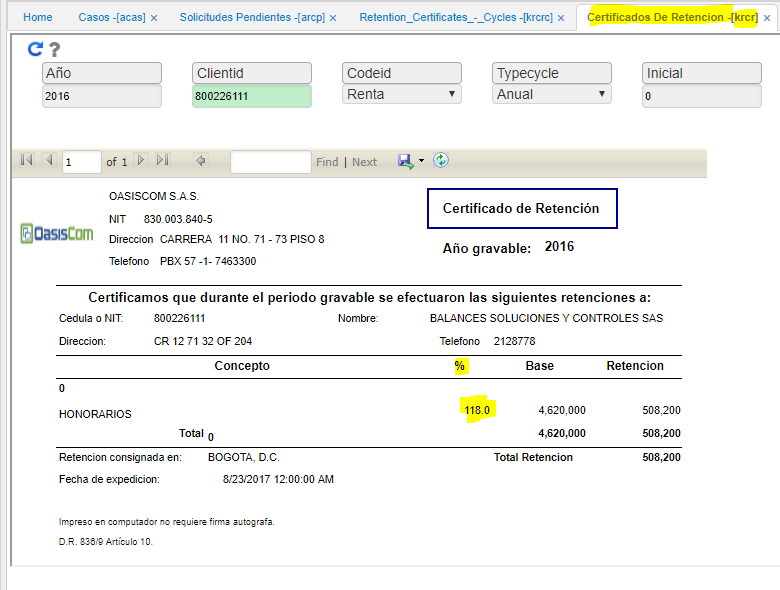 Home Casos -[acas] × Solicitudes Pendientes -[arcp] × Retention_Certificates_-_Cycles -[krcrc] × Certificados De Retencion -[krcr] ×
Año Clientid Codeid Typecycle Inicial
2016 800226111 Renta Anual 0
1 of 1 Find | Next
OASISCOM S.A.S.
Certificado de Retención
NIT 830.003.840-5
OasisCom
Direccion CARRERA 11 NO. 71 - 73 PISO 8
Año gravable: 2016
Telefono PBX 57 -1- 7463300
Certificamos que durante el periodo gravable se efectuaron las siguientes retenciones a:
Cedula o NIT: 800226111 Nombre: BALANCES SOLUCIONES Y CONTROLES SAS
Direccion: CR 12 71 32 OF 204 Telefono 2128778
Concepto % Base Retencion
0
HONORARIOS 118.0 4,620,000 508,200
Total 0 4,620,000 508,200
Retencion consignada en: BOGOTA, D.C. Total Retencion 508,200
Fecha de expedicion: 8/23/2017 12:00:00 AM
Impreso en computador no requiere firma autografa.
D.R. 836/9 Artículo 10.